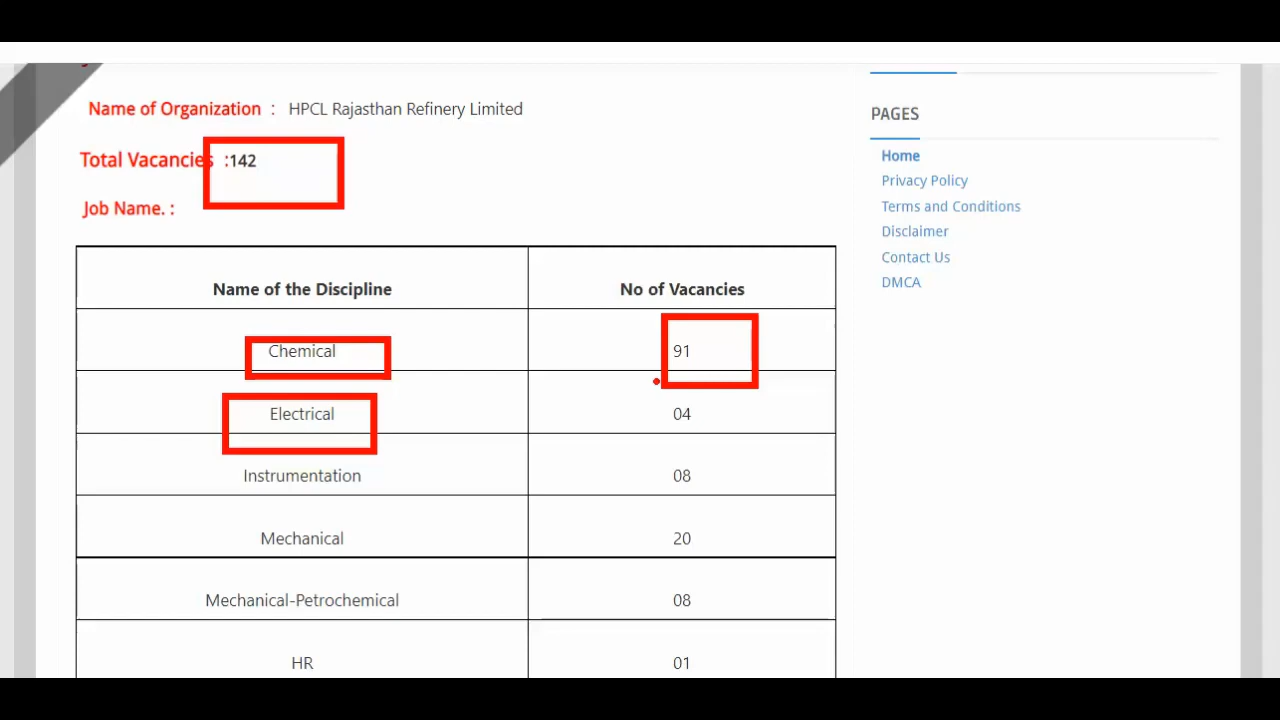 Name of Organization : HPCL Rajasthan Refinery Limited
Total Vacancies :142
Job Name. :
Name of the Discipline No of Vacancies
Chemical 91
Electrical 04
Instrumentation 08
Mechanical 20
Mechanical-Petrochemical 08
HR 01
PAGES
Home
Privacy Policy
Terms and Conditions
Disclaimer
Contact Us
DMCA